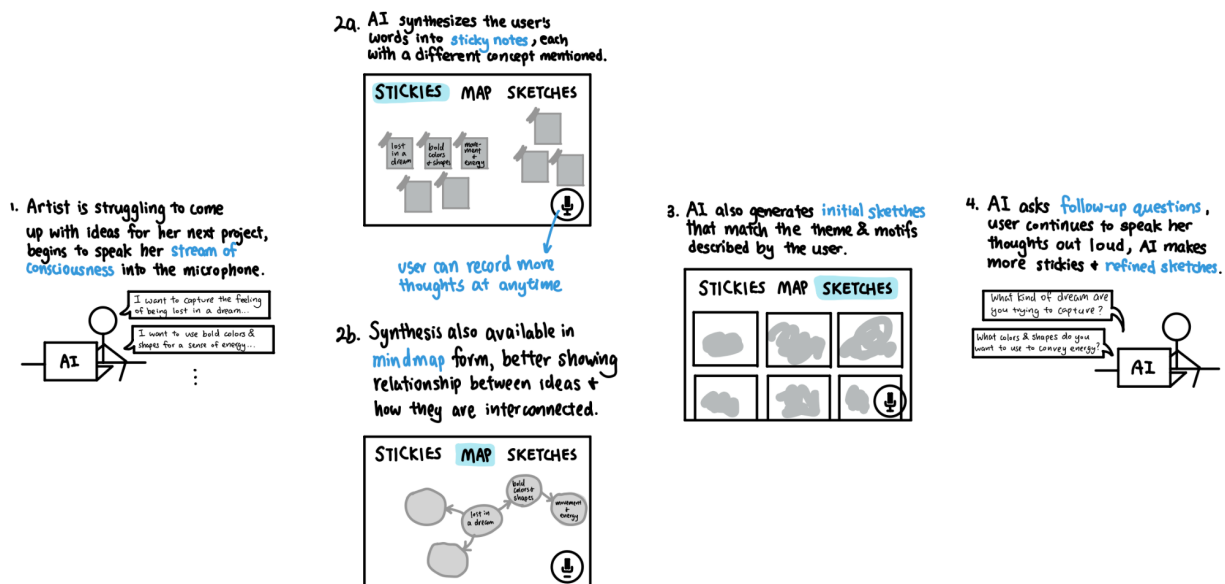 1. Artist is struggling to come
up with ideas for her next project,
begins to speak her stream of
consciousness into the microphone.
I want to capture the feeling
of being lost in a dream...
I want to use bold colors &
shapes for a sense of energy...
AI
2a. AI synthesizes the user's
words into sticky notes, each
with a different concept mentioned.
STICKIES MAP SKETCHES
lost
in a
dream
bold
colors
+ shapes
move-
ment +
energy
user can record more
thoughts at anytime
2b. Synthesis also available in
mindmap form, better showing
relationship between ideas +
how they are interconnected.
STICKIES MAP SKETCHES
lost in
a dream
bold
colors +
shapes
movement
+
energy
3. AI also generates initial sketches
that match the theme & motifs
described by the user.
STICKIES MAP SKETCHES
4. AI asks follow-up questions,
user continues to speak her
thoughts out loud, AI makes
more stickies + refined sketches.
What kind of dream are
you trying to capture?
What colors & shapes do you
want to use to convey energy?
AI